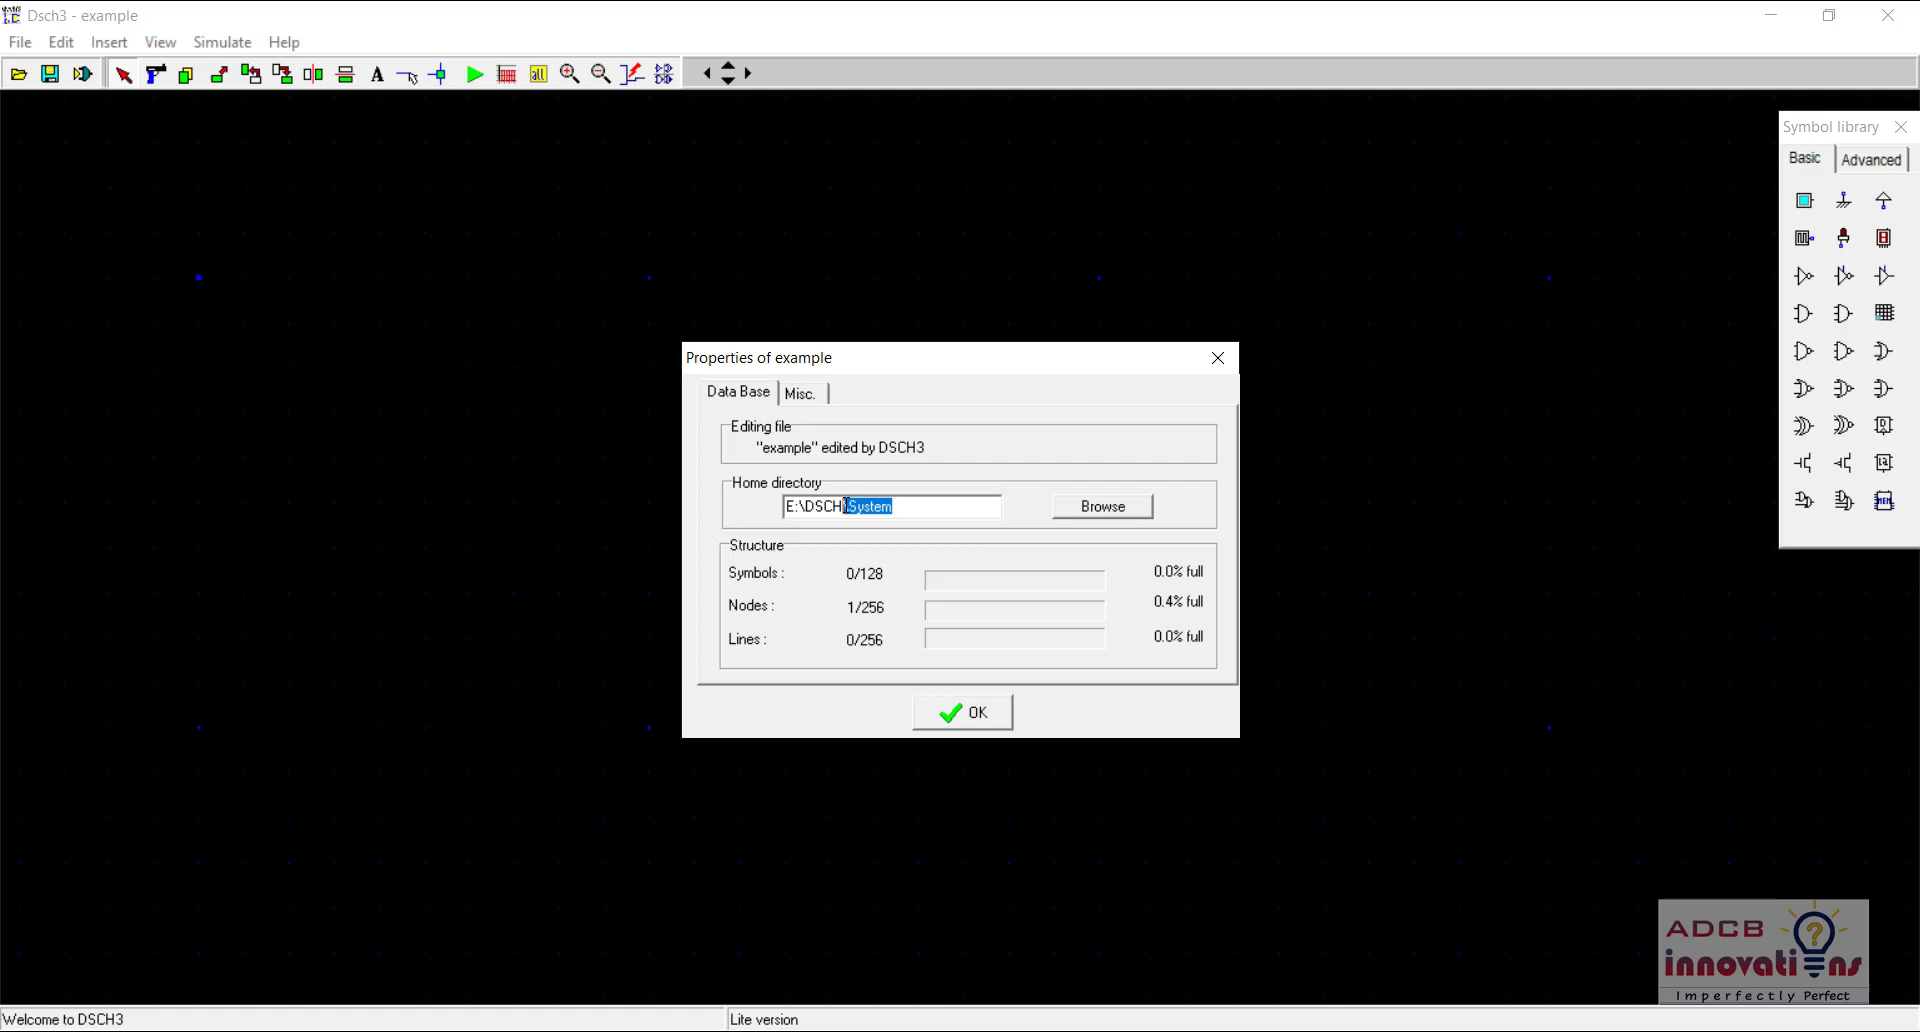 Dsch3 - example
File Edit Insert View Simulate Help
A
all
Symbol library
Basic Advanced
Properties of example
Data Base Misc.
Editing file
"example" edited by DSCH3
Home directory
E:\DSCH\System Browse
Structure
Symbols : 0/128 0.0% full
Nodes : 1/256 0.4% full
Lines : 0/256 0.0% full
OK
MEM
ADCB
innovations
Imperfectly Perfect
Welcome to DSCH3 Lite version